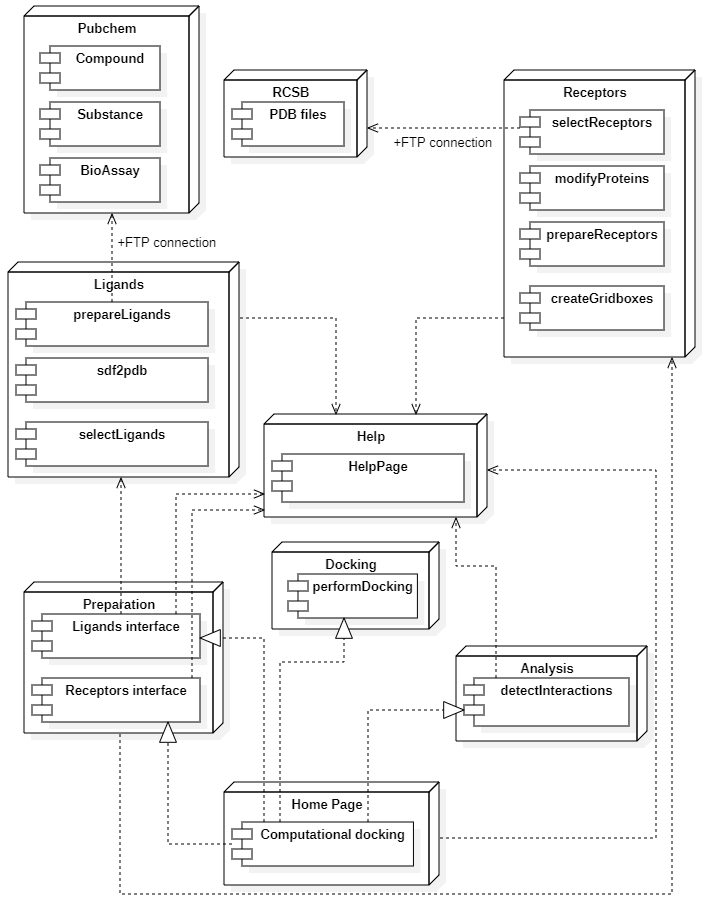 Pubchem
Compound
Substance
BioAssay
RCSB
PDB files
Receptors
selectReceptors
modifyProteins
prepareReceptors
createGridboxes
+FTP connection
+FTP connection
Ligands
prepareLigands
sdf2pdb
selectLigands
Help
HelpPage
Docking
performDocking
Preparation
Ligands interface
Receptors interface
Analysis
detectInteractions
Home Page
Computational docking